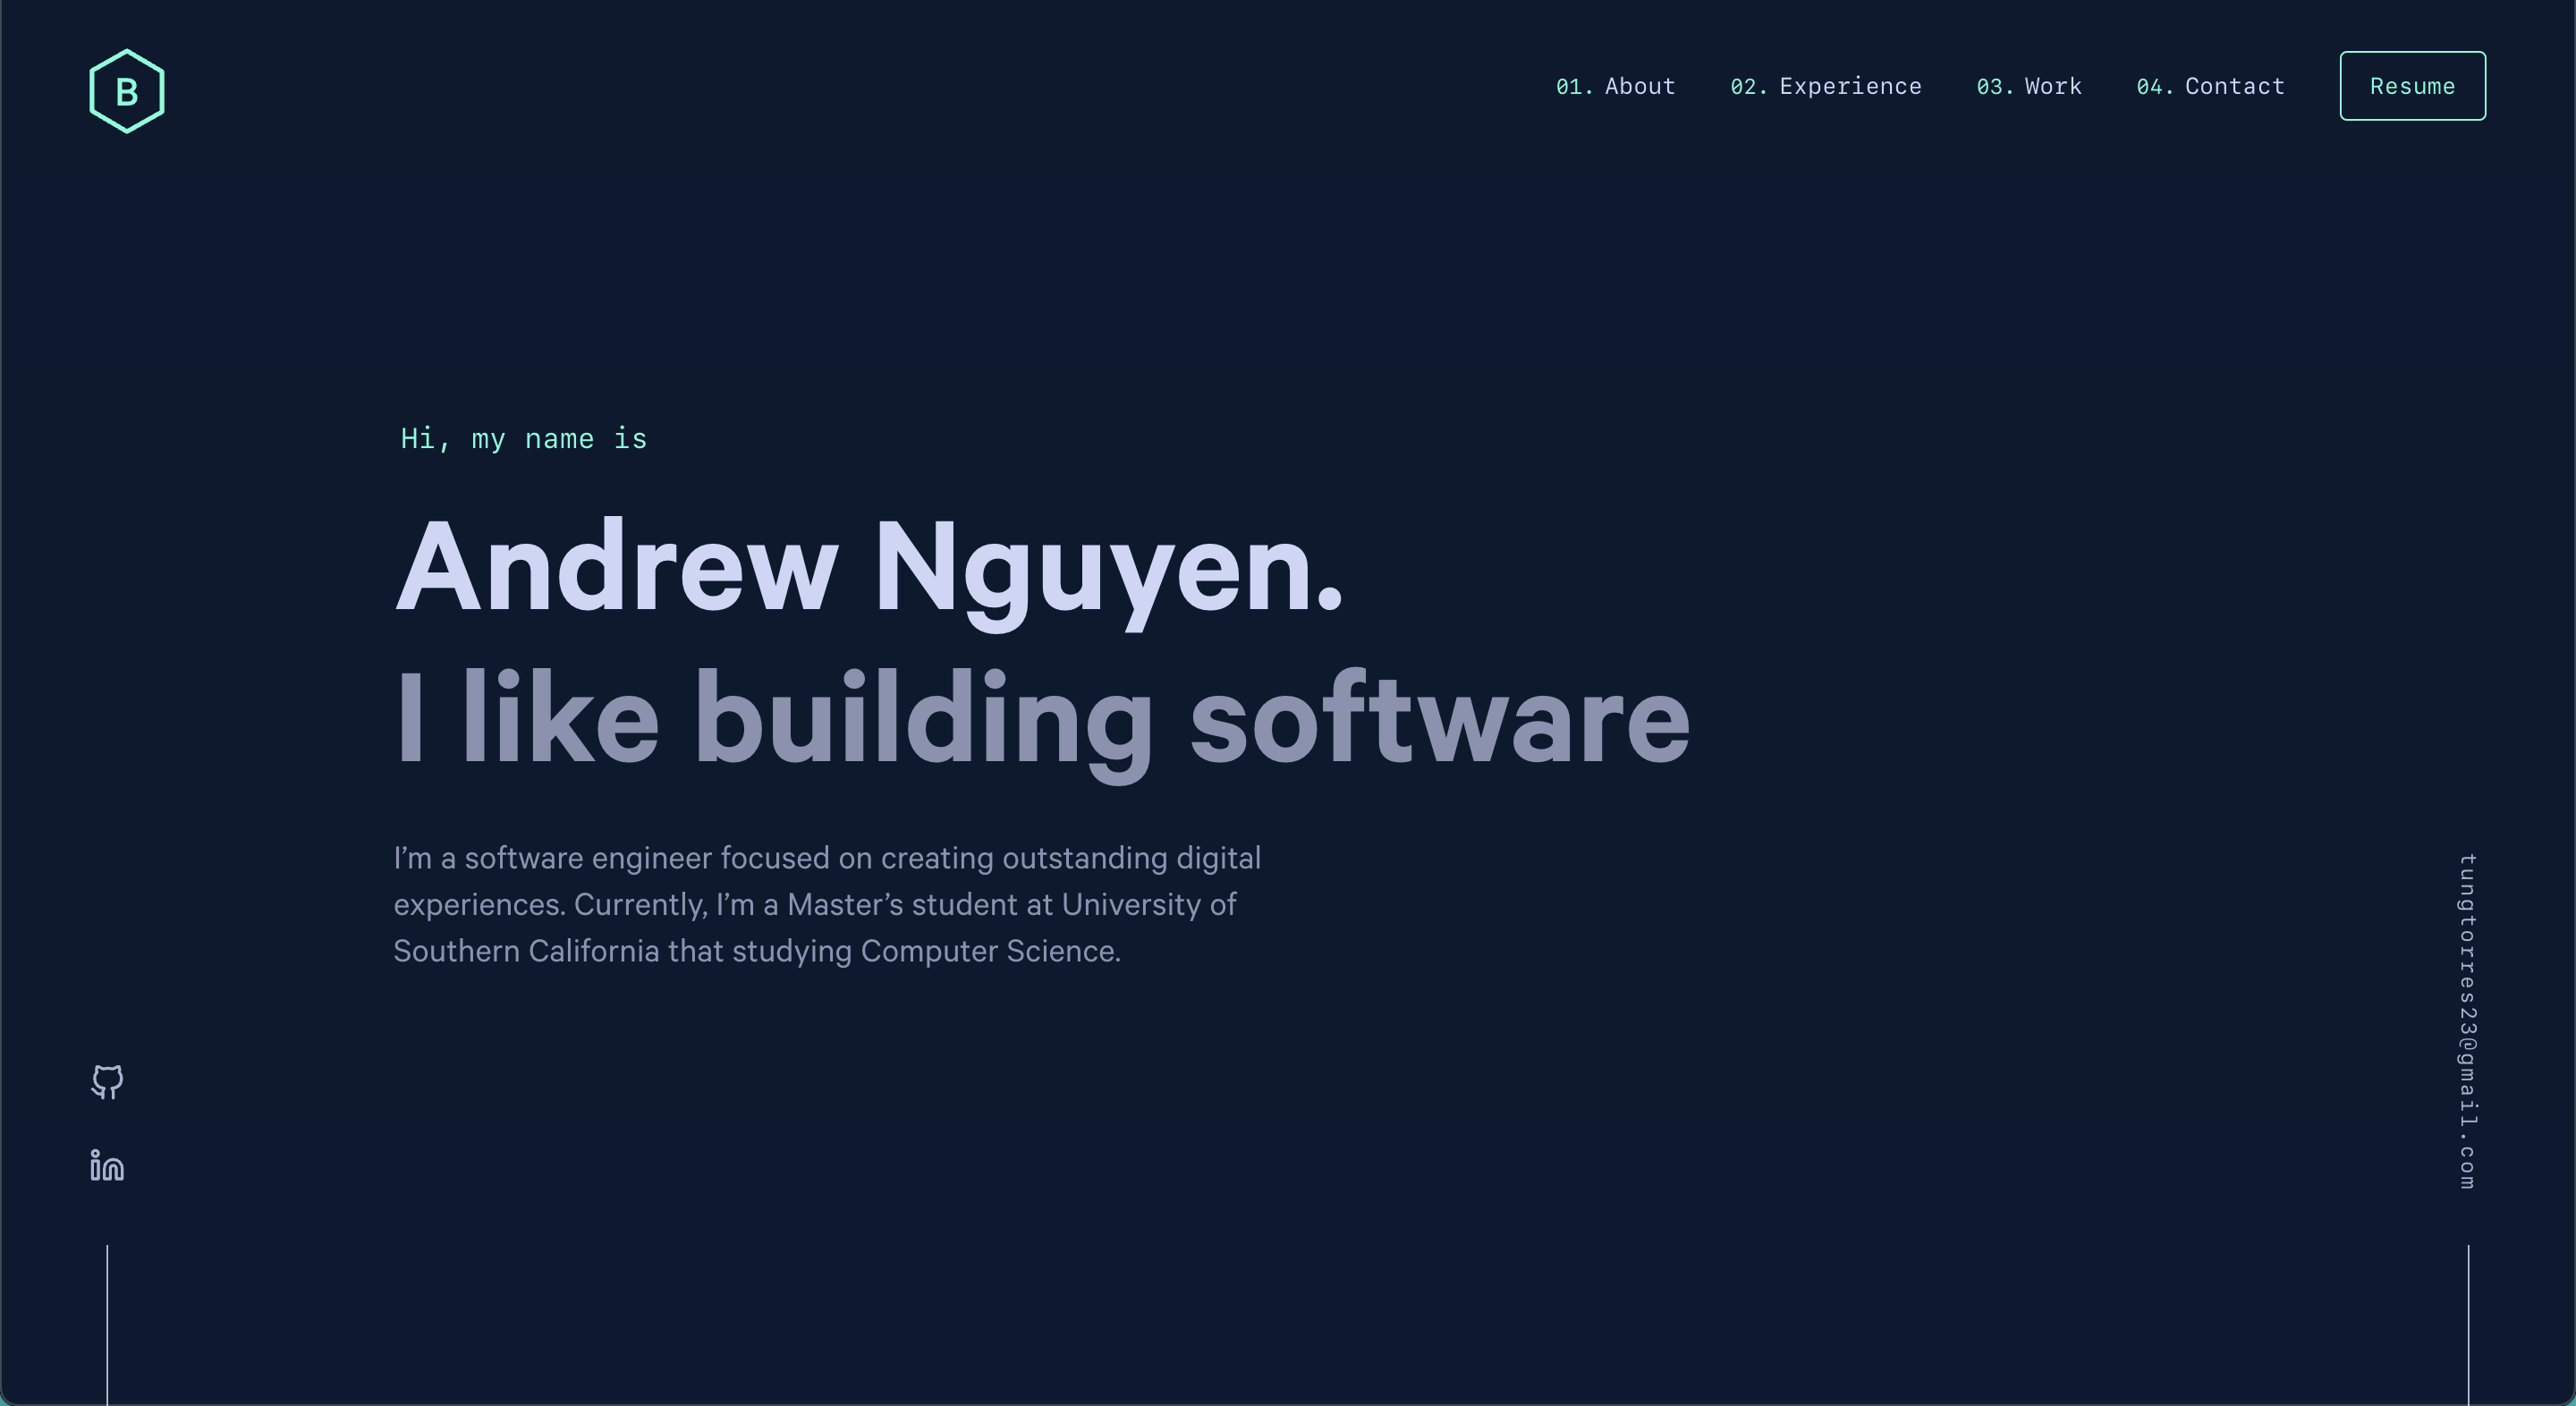 B
01. About 02. Experience 03. Work 04. Contact Resume
Hi, my name is
Andrew Nguyen.
I like building software
I’m a software engineer focused on creating outstanding digital
experiences. Currently, I’m a Master’s student at University of
Southern California that studying Computer Science.
in
tungtorres23@gmail.com